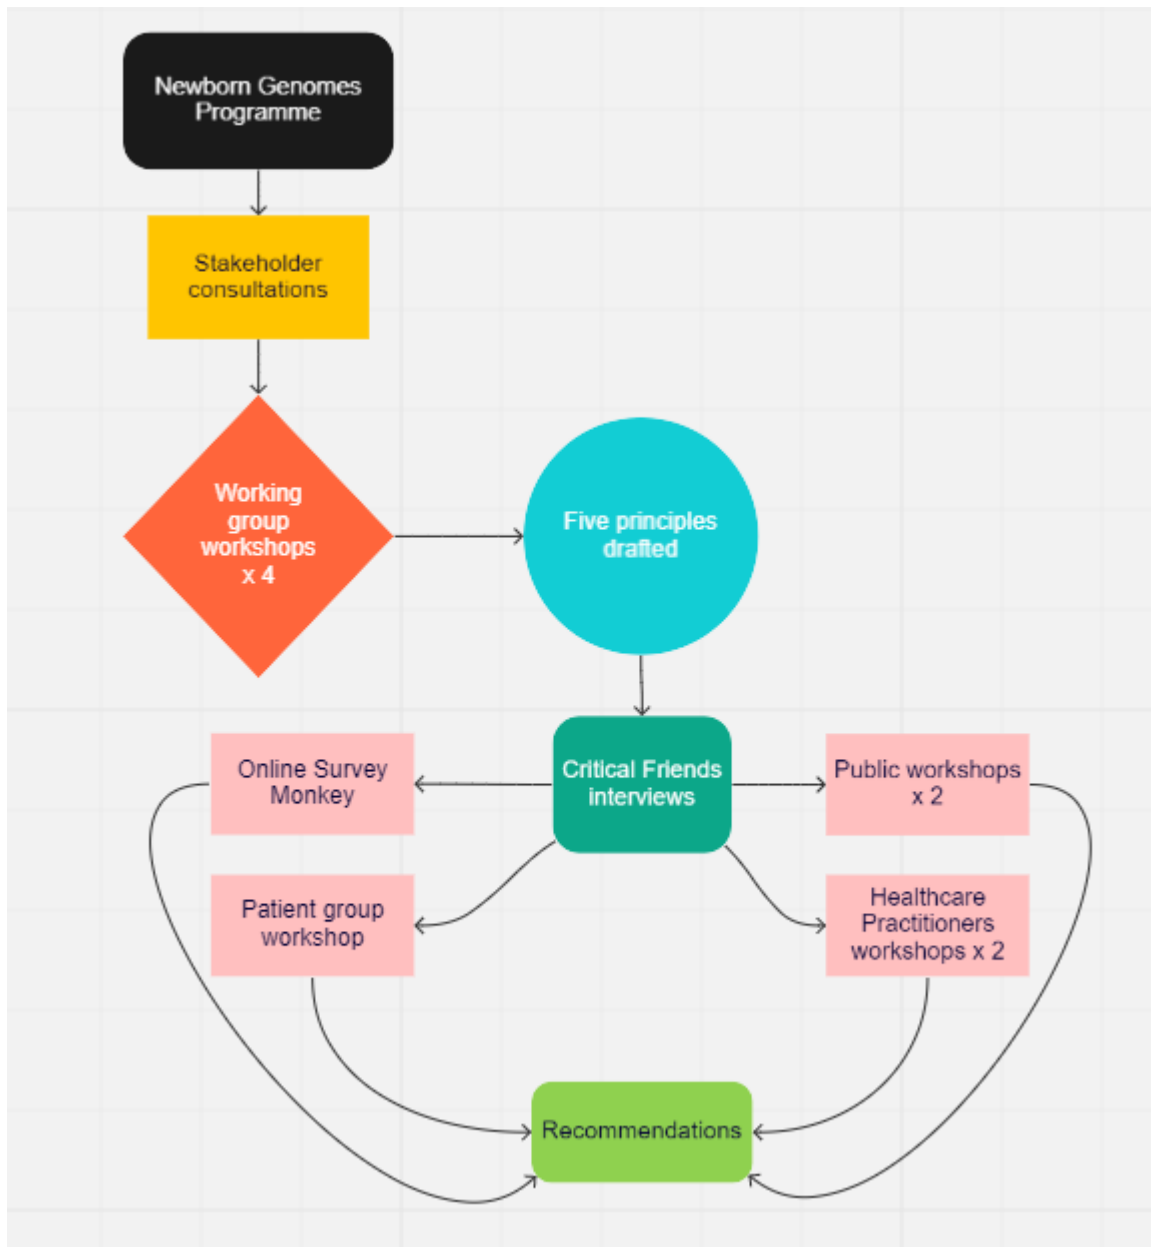 Newborn Genomes
Programme
Stakeholder
consultations
Working
group
workshops
x 4
Five principles
drafted
Critical Friends
interviews
Online Survey
Monkey
Public workshops
x 2
Patient group
workshop
Healthcare
Practitioners
workshops x 2
Recommendations